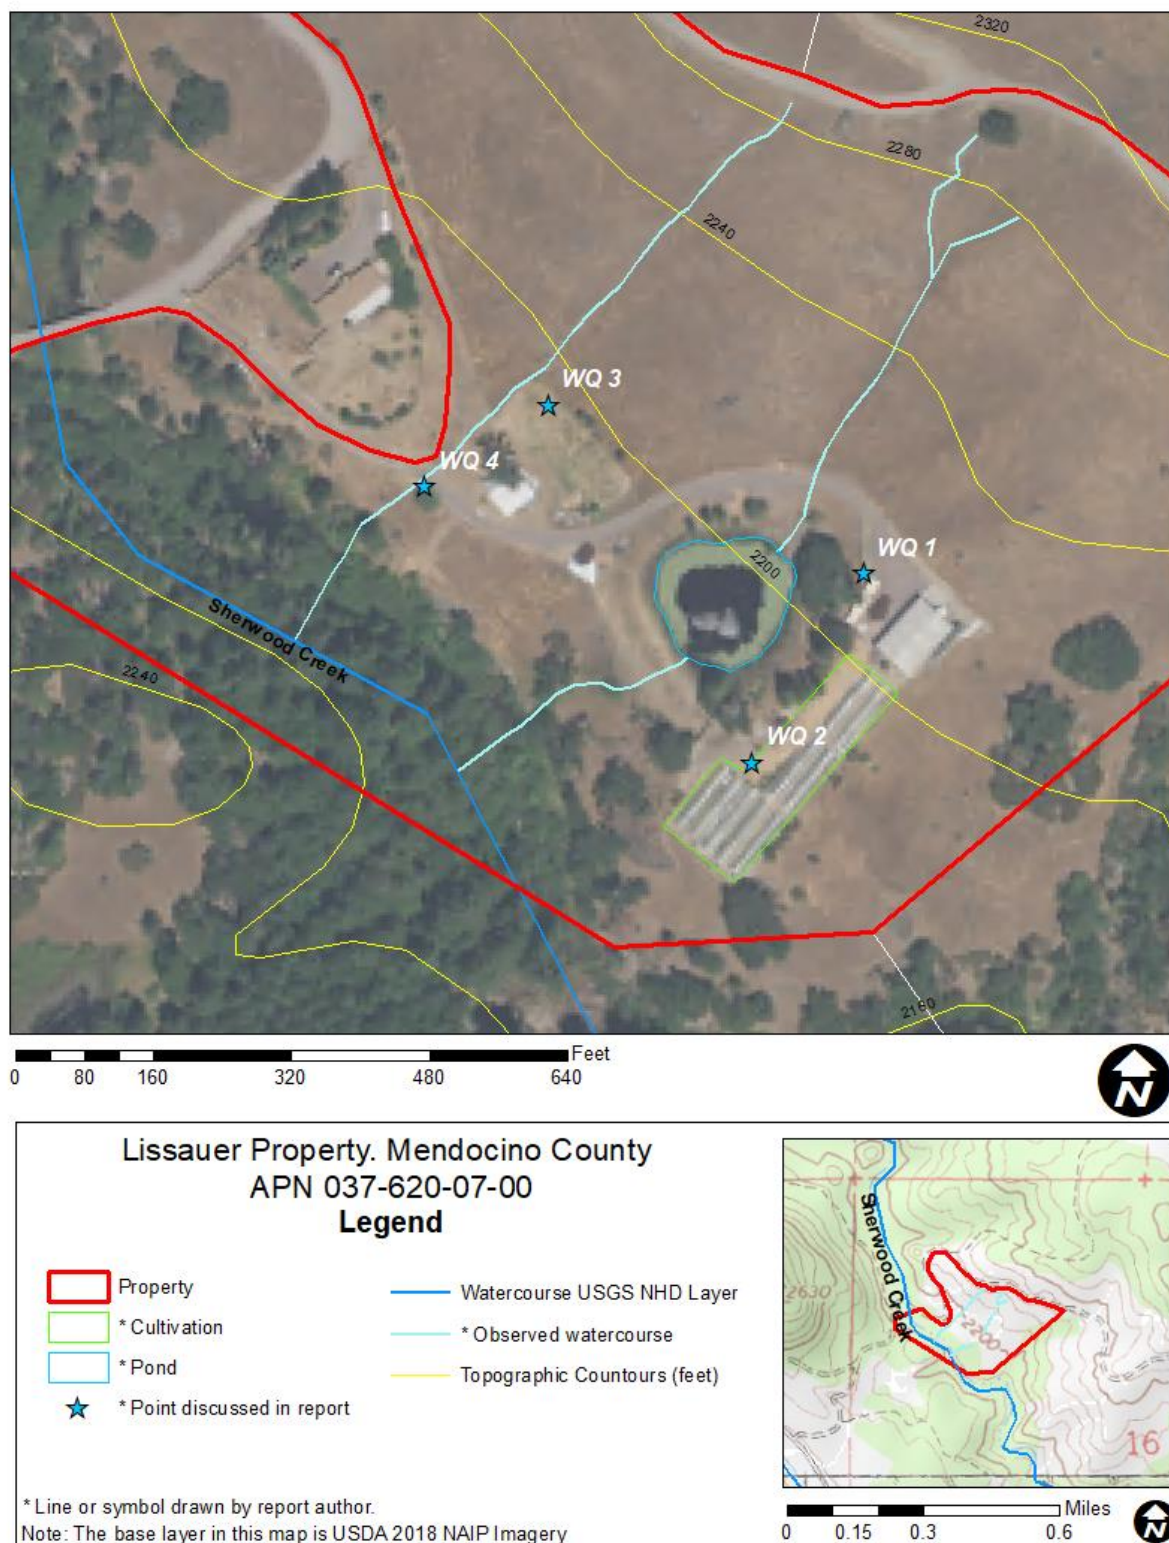 2320
2280
2240
WQ 3
WQ 4
WQ 1
2200
Sherwood Creek
2240
WQ 2
2160
Feet
0 80 160 320 480 640
N
Lissauer Property. Mendocino County
APN 037-620-07-00
Legend
Property
* Cultivation
* Pond
* Point discussed in report
Watercourse USGS NHD Layer
* Observed watercourse
Topographic Countours (feet)
* Line or symbol drawn by report author.
Note: The base layer in this map is USDA 2018 NAIP Imagery
Sherwood Creek
2630
2200
16
Miles
0 0.15 0.3 0.6
N